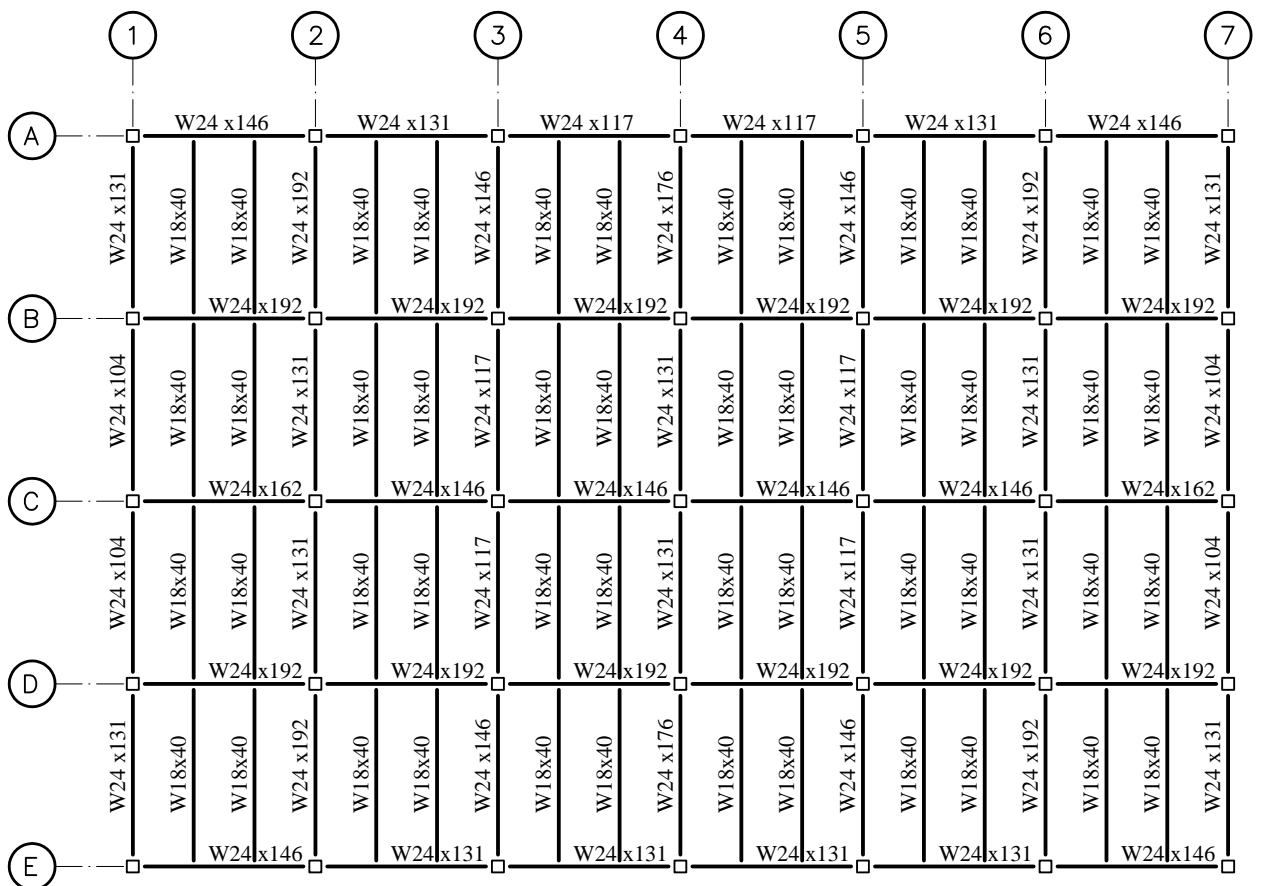 1 2 3 4 5 6 7
A
W24 x146 W24 x131 W24 x117 W24 x117 W24 x131 W24 x146
W24 x131 W18x40 W18x40 W24 x192 W18x40 W18x40 W24 x146 W18x40 W18x40 W24 x176 W18x40 W18x40 W24 x146 W18x40 W18x40 W24 x192 W18x40 W18x40 W24 x131
B
W24 x192 W24 x192 W24 x192 W24 x192 W24 x192 W24 x192
W24 x104 W18x40 W18x40 W24 x131 W18x40 W18x40 W24 x117 W18x40 W18x40 W24 x131 W18x40 W18x40 W24 x117 W18x40 W18x40 W24 x131 W18x40 W18x40 W24 x104
C
W24 x162 W24 x146 W24 x146 W24 x146 W24 x146 W24 x162
W24 x104 W18x40 W18x40 W24 x131 W18x40 W18x40 W24 x117 W18x40 W18x40 W24 x131 W18x40 W18x40 W24 x117 W18x40 W18x40 W24 x131 W18x40 W18x40 W24 x104
D
W24 x192 W24 x192 W24 x192 W24 x192 W24 x192 W24 x192
W24 x131 W18x40 W18x40 W24 x192 W18x40 W18x40 W24 x146 W18x40 W18x40 W24 x176 W18x40 W18x40 W24 x146 W18x40 W18x40 W24 x192 W18x40 W18x40 W24 x131
E
W24 x146 W24 x131 W24 x131 W24 x131 W24 x131 W24 x146